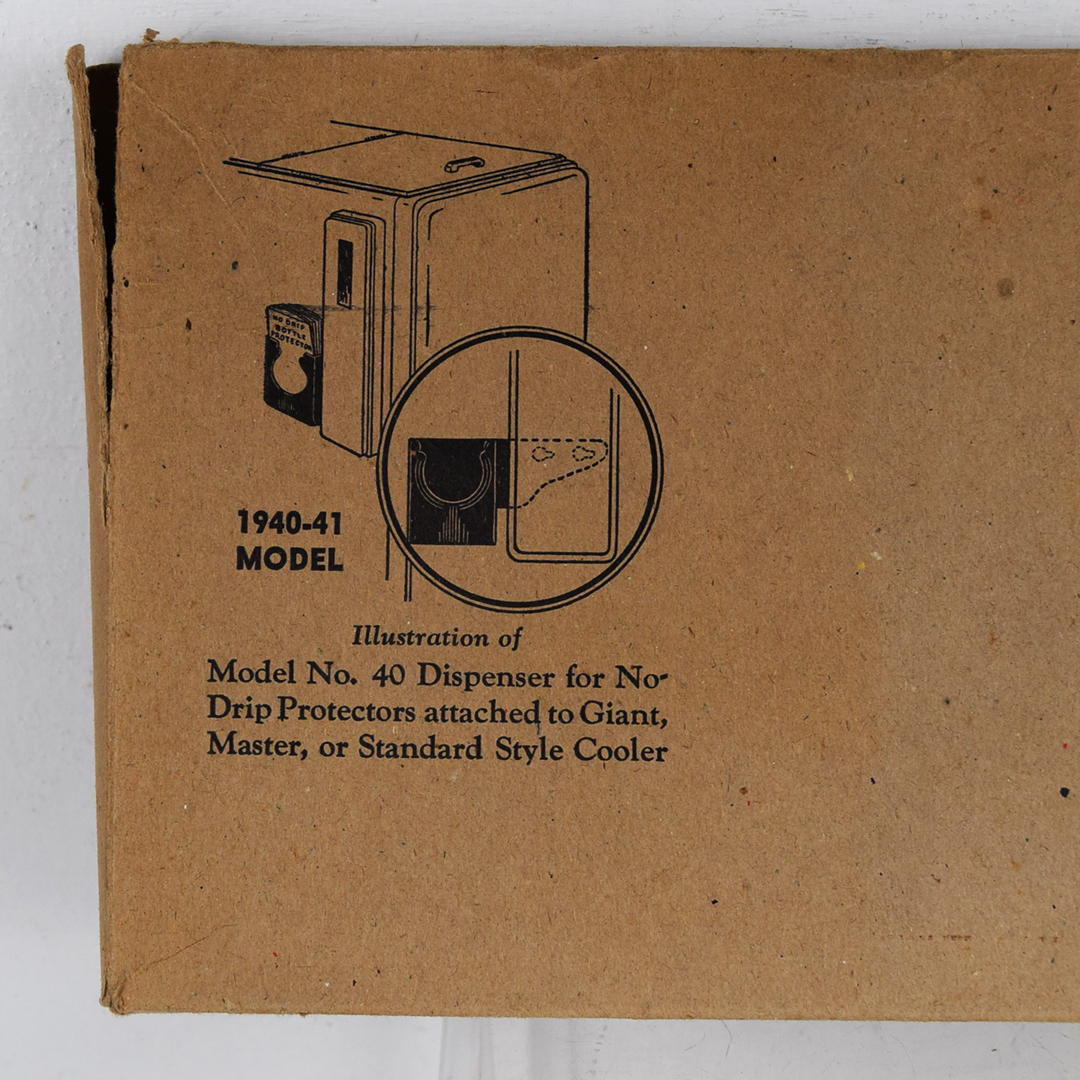 NO DRIP
BOTTLE
PROTECTOR
1940-41
MODEL
Illustration of
Model No. 40 Dispenser for No-
Drip Protectors attached to Giant,
Master, or Standard Style Cooler